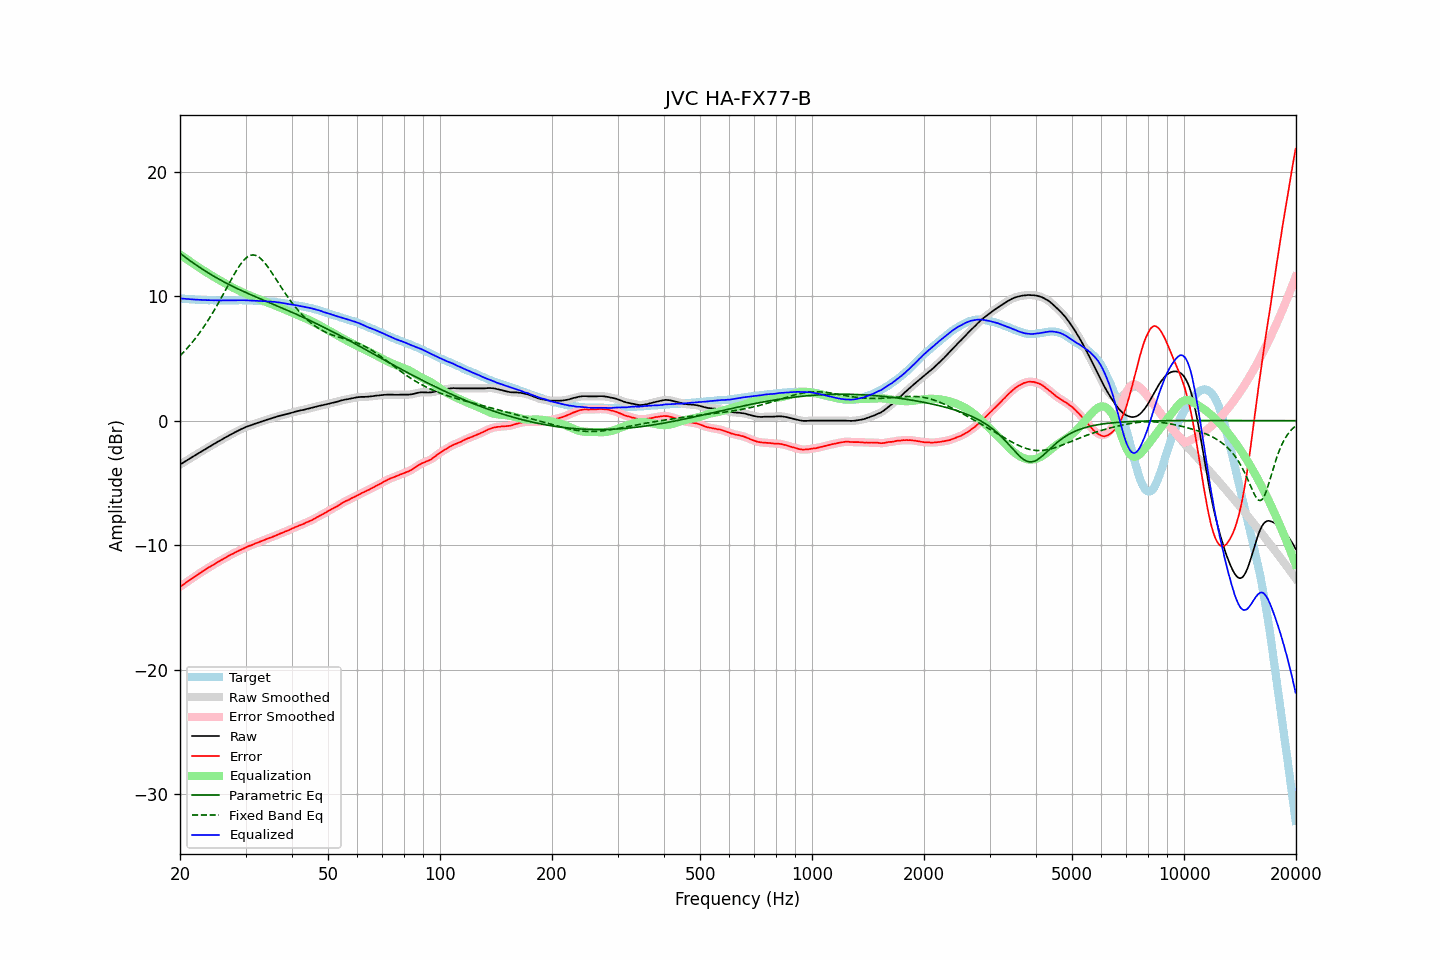 JVC HA-FX77-B
Amplitude (dBr)
20
10
0
−10
−20
−30
Target
Raw Smoothed
Error Smoothed
Raw
Error
Equalization
Parametric Eq
Fixed Band Eq
Equalized
20 50 100 200 500 1000 2000 5000 10000 20000
Frequency (Hz)